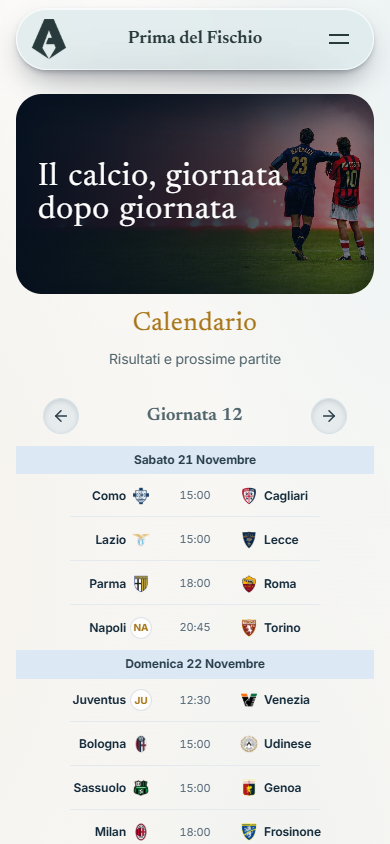 Prima del Fischio
Il calcio, giornata
dopo giornata
23
10
Calendario
Risultati e prossime partite
Giornata 12
Sabato 21 Novembre
Como 15:00 Cagliari
Lazio 15:00 Lecce
Parma 18:00 Roma
Napoli NA 20:45 Torino
Domenica 22 Novembre
Juventus JU 12:30 Venezia
Bologna 15:00 Udinese
Sassuolo 15:00 Genoa
Milan 18:00 Frosinone